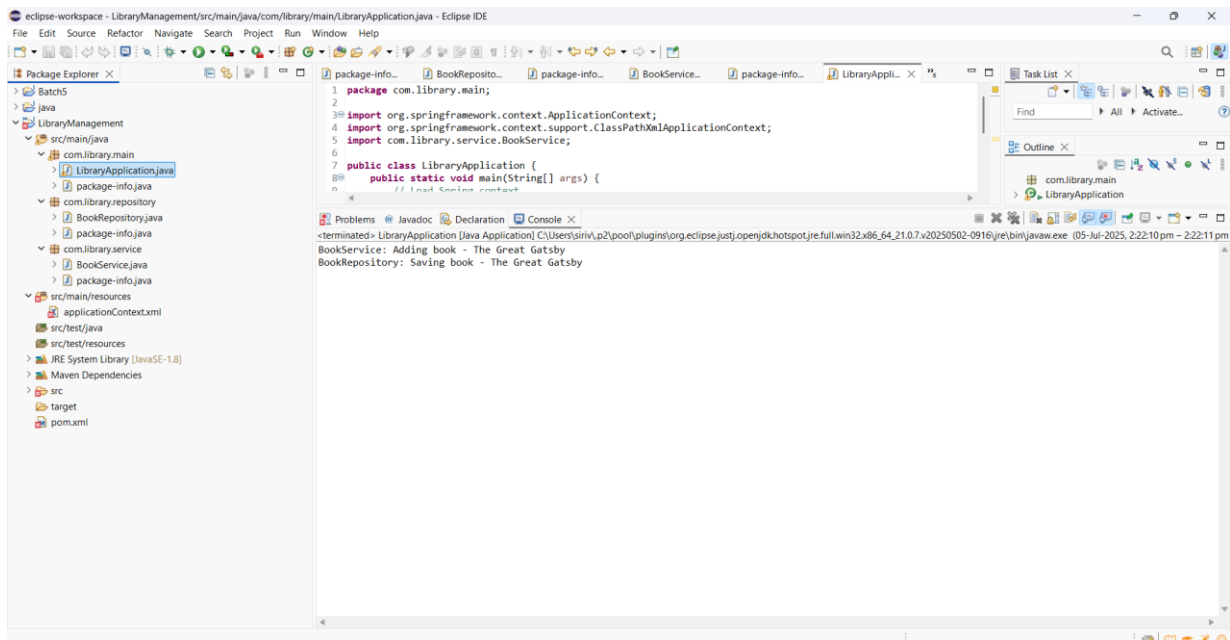 eclipse-workspace - LibraryManagement/src/main/java/com/library/main/LibraryApplication.java - Eclipse IDE
File Edit Source Refactor Navigate Search Project Run Window Help
Package Explorer
Batch5
java
LibraryManagement
src/main/java
com.library.main
LibraryApplication.java
package-info.java
com.library.repository
BookRepository.java
package-info.java
com.library.service
BookService.java
package-info.java
src/main/resources
applicationContext.xml
src/test/java
src/test/resources
JRE System Library [JavaSE-1.8]
Maven Dependencies
src
target
pom.xml
package-info... BookReposito... package-info... BookService... package-info... LibraryAppli... 6
1 package com.library.main;
2
3 import org.springframework.context.ApplicationContext;
4 import org.springframework.context.support.ClassPathXmlApplicationContext;
5 import com.library.service.BookService;
6
7 public class LibraryApplication {
8 public static void main(String[] args) {
9 // Load Spring context
Problems Javadoc Declaration Console
<terminated> LibraryApplication [Java Application] C:\Users\siriv\.p2\pool\plugins\org.eclipse.justj.openjdk.hotspot.jre.full.win32.x86_64_21.0.7.v20250502-0916\jre\bin\javaw.exe (05-Jul-2025, 2:22:10 pm – 2:22:11 pm
BookService: Adding book - The Great Gatsby
BookRepository: Saving book - The Great Gatsby
Task List
Find All Activate...
Outline
com.library.main
LibraryApplication